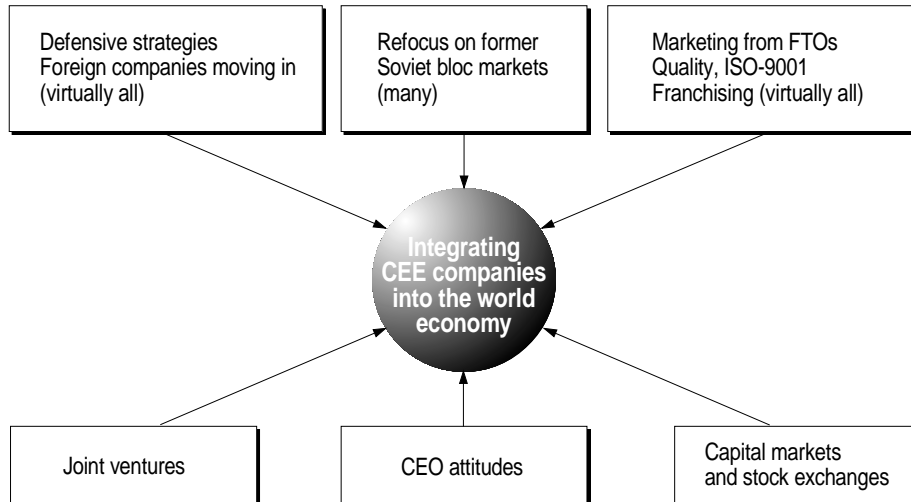 Defensive strategies
Foreign companies moving in
(virtually all)
Refocus on former
Soviet bloc markets
(many)
Marketing from FTOs
Quality, ISO-9001
Franchising (virtually all)
Integrating
CEE companies
into the world
economy
Joint ventures
CEO attitudes
Capital markets
and stock exchanges